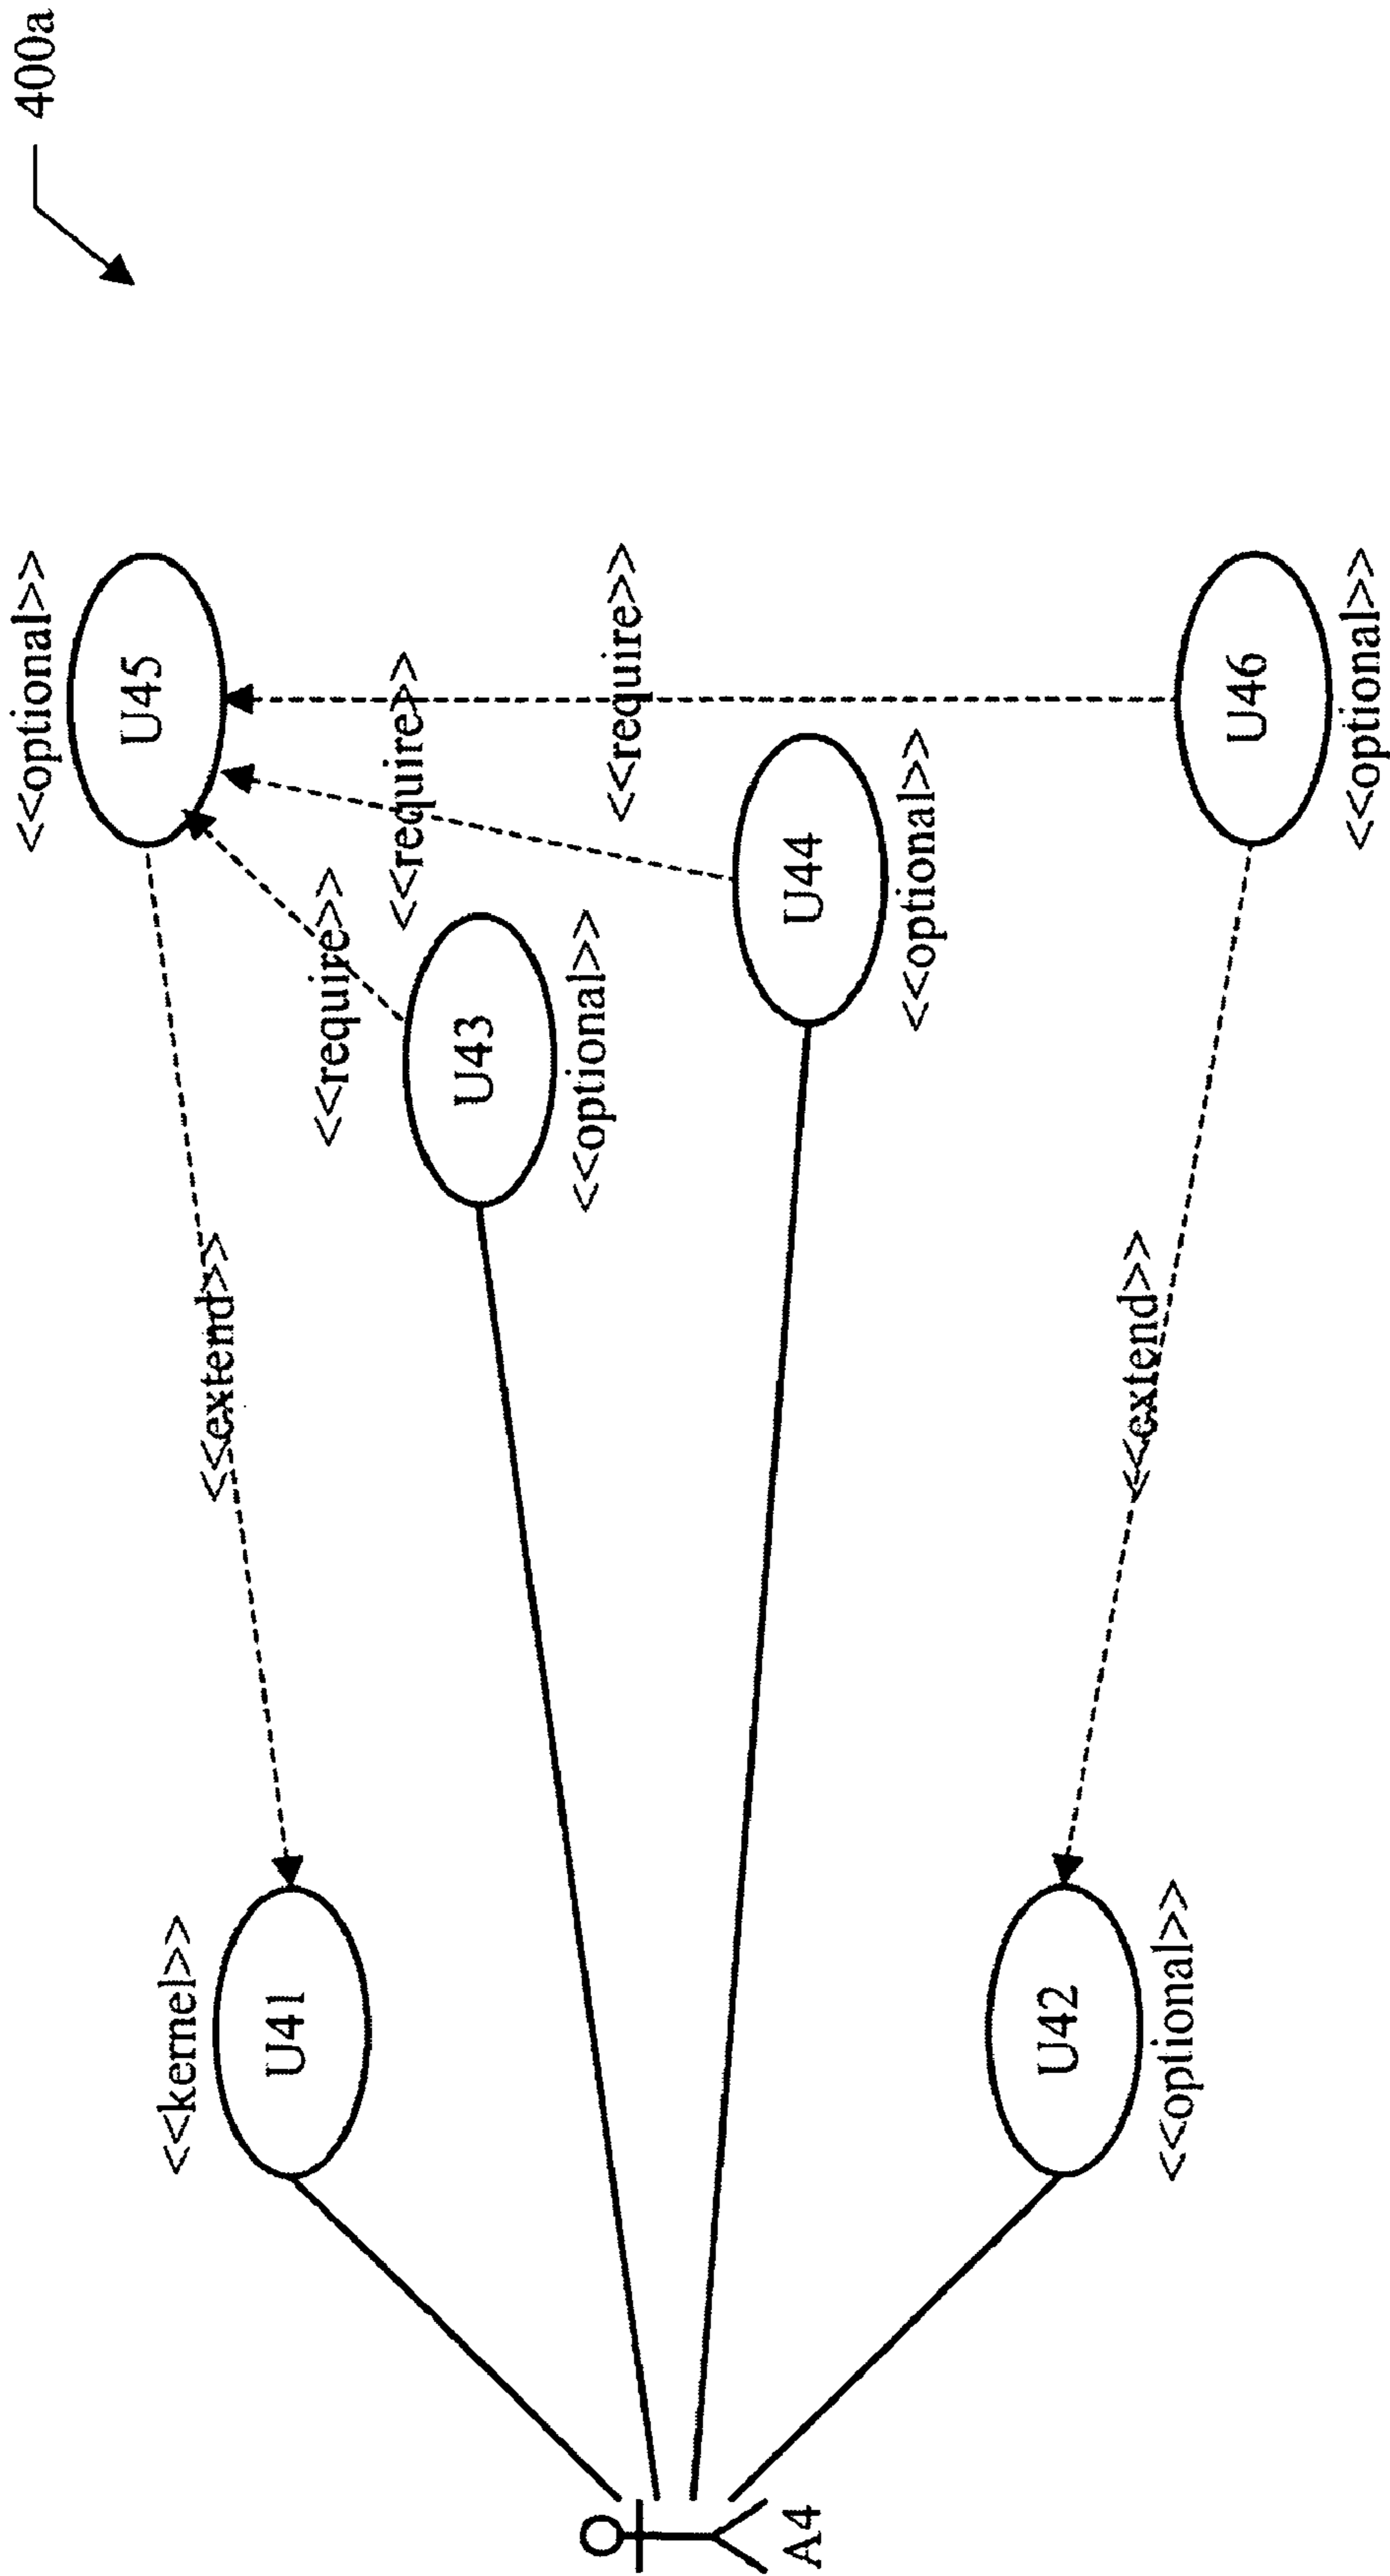 400a
<<optional>>
U45
<<kernel>>
U41
<<extend>>
<<require>>
<<require>>
U43
<<optional>>
<<require>>
U44
<<optional>>
A4
U42
<<optional>>
<<extend>>
U46
<<optional>>